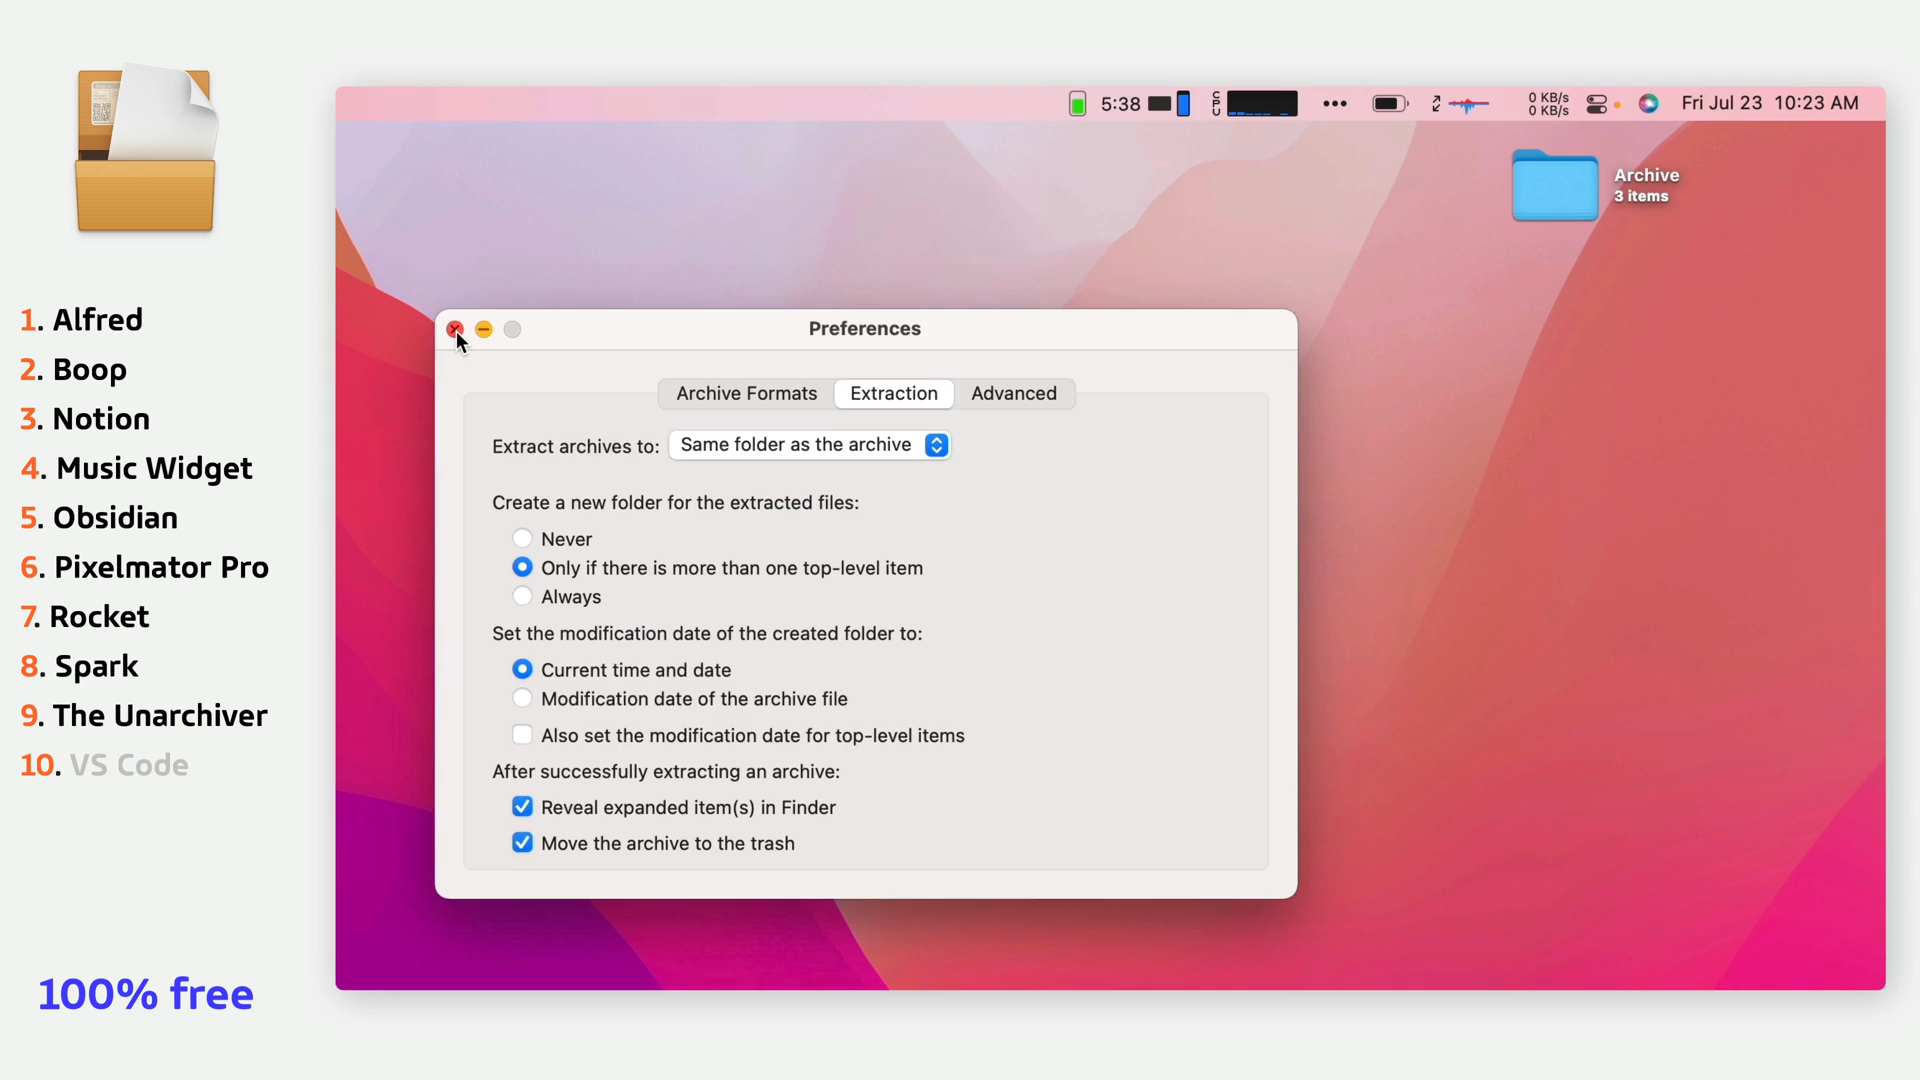 1. Alfred
2. Boop
3. Notion
4. Music Widget
5. Obsidian
6. Pixelmator Pro
7. Rocket
8. Spark
9. The Unarchiver
10. VS Code
100% free
5:38
CPU
0 KB/s
0 KB/s
Fri Jul 23 10:23 AM
Archive
3 items
Preferences
Archive Formats Extraction Advanced
Extract archives to: Same folder as the archive
Create a new folder for the extracted files:
Never
Only if there is more than one top-level item
Always
Set the modification date of the created folder to:
Current time and date
Modification date of the archive file
Also set the modification date for top-level items
After successfully extracting an archive:
Reveal expanded item(s) in Finder
Move the archive to the trash